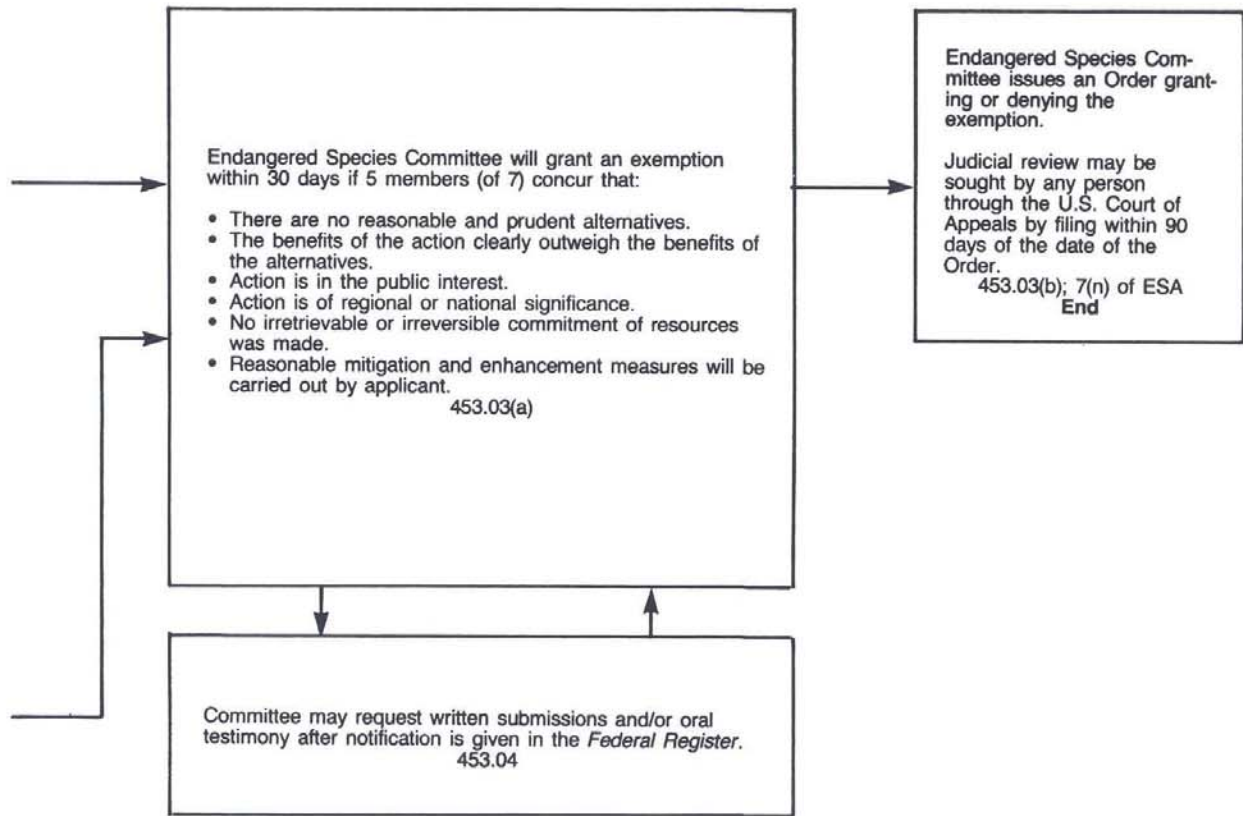 Endangered Species Committee will grant an exemption
within 30 days if 5 members (of 7) concur that:
• There are no reasonable and prudent alternatives.
• The benefits of the action clearly outweigh the benefits of
the alternatives.
• Action is in the public interest.
• Action is of regional or national significance.
• No irretrievable or irreversible commitment of resources
was made.
• Reasonable mitigation and enhancement measures will be
carried out by applicant.
453.03(a)
Endangered Species Com-
mittee issues an Order grant-
ing or denying the
exemption.
Judicial review may be
sought by any person
through the U.S. Court of
Appeals by filing within 90
days of the date of the
Order.
453.03(b); 7(n) of ESA
End
Committee may request written submissions and/or oral
testimony after notification is given in the Federal Register.
453.04